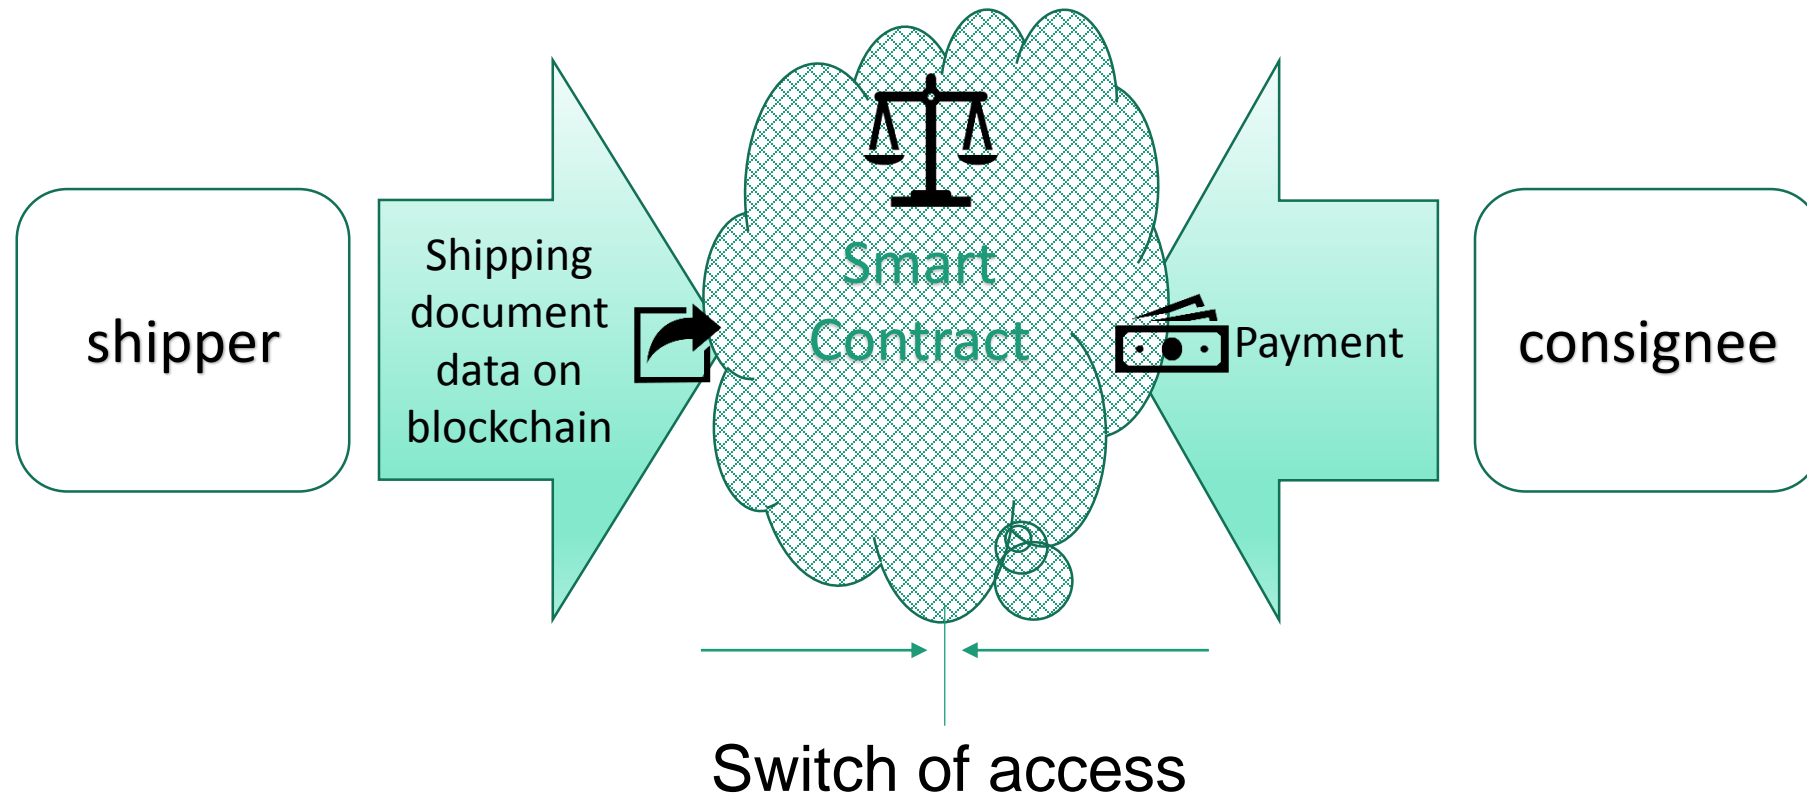 shipper
Shipping
document
data on
blockchain
Smart
Contract
Payment
consignee
Switch of access